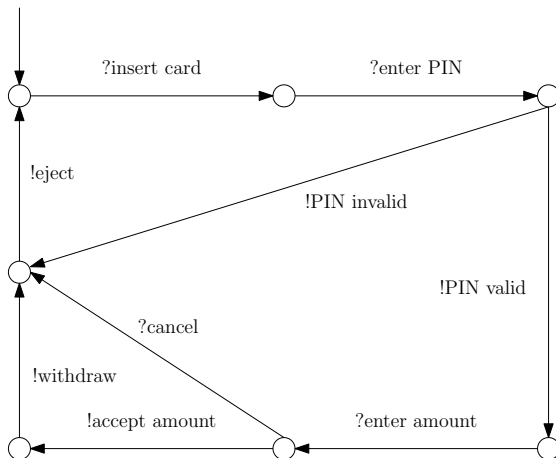 ?insert card
?enter PIN
!eject
!PIN invalid
!PIN valid
?cancel
!withdraw
!accept amount
?enter amount